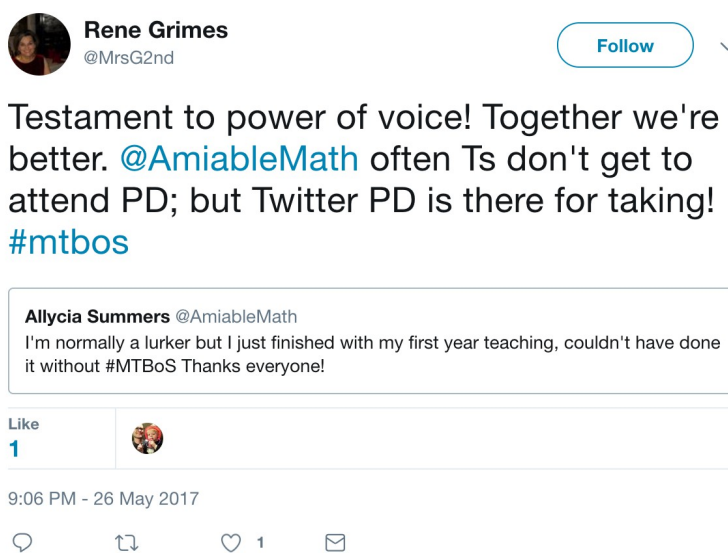 Rene Grimes
@MrsG2nd
Follow
Testament to power of voice! Together we're
better. @AmiableMath often Ts don't get to
attend PD; but Twitter PD is there for taking!
#mtbos
Allycia Summers @AmiableMath
I'm normally a lurker but I just finished with my first year teaching, couldn't have done
it without #MTBoS Thanks everyone!
Like
1
9:06 PM - 26 May 2017
1